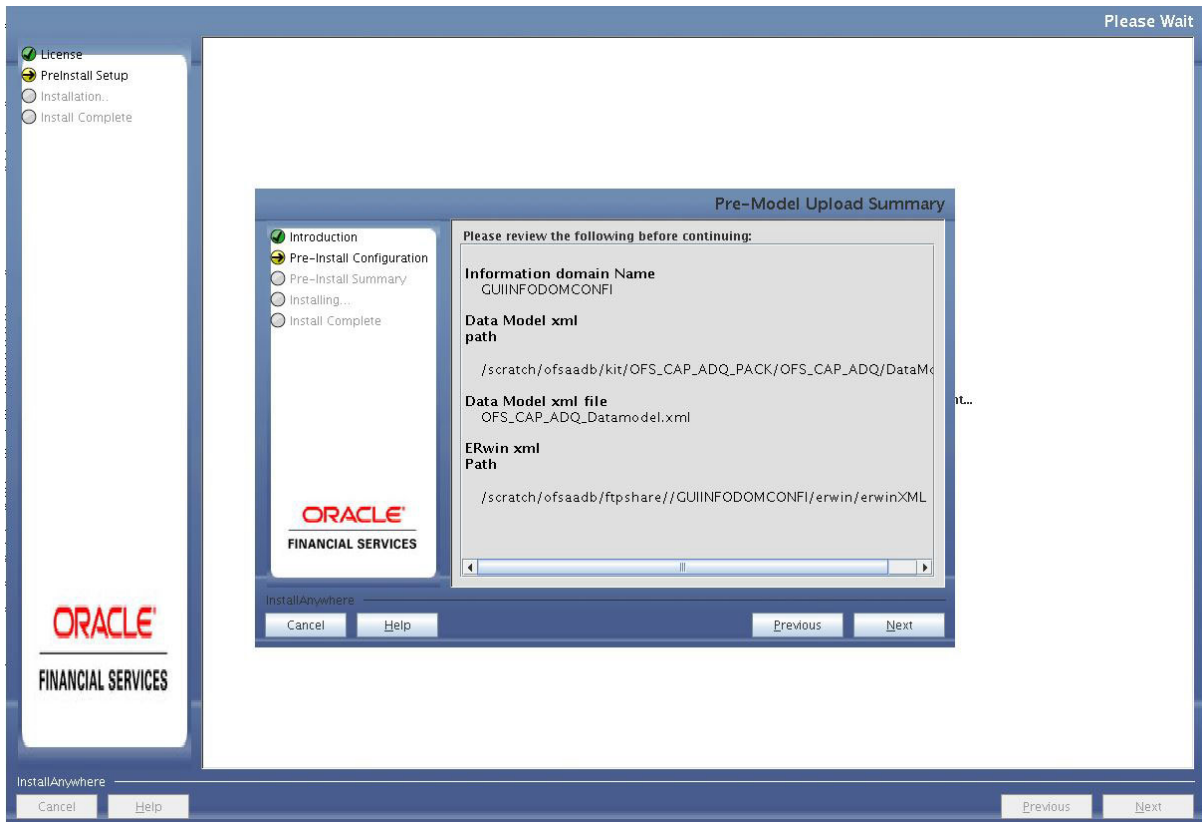 Please Wait
License
PreInstall Setup
Installation..
Install Complete
Pre-Model Upload Summary
Introduction
Pre-Install Configuration
Pre-Install Summary
Installing...
Install Complete
Please review the following before continuing:
Information domain Name
GUIINFODOMCONFI
Data Model xml
path
/scratch/ofsaadb/kit/OFS_CAP_ADQ_PACK/OFS_CAP_ADQ/DataMo
Data Model xml file
OFS_CAP_ADQ_Datamodel.xml
ERwin xml
Path
/scratch/ofsaadb/ftpshare//GUIINFODOMCONFI/erwin/erwinXML
ORACLE
FINANCIAL SERVICES
InstallAnywhere
Cancel
Help
Previous
Next
ORACLE
FINANCIAL SERVICES
InstallAnywhere
Cancel
Help
Previous
Next